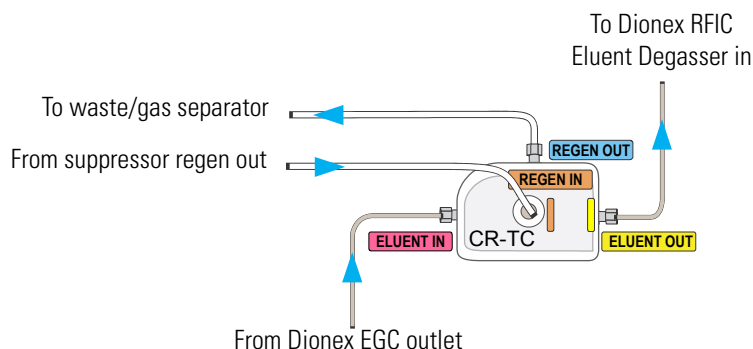 To Dionex RFIC
Eluent Degasser in
To waste/gas separator
From suppressor regen out
REGEN OUT
REGEN IN
ELUENT IN
CR-TC
ELUENT OUT
From Dionex EGC outlet